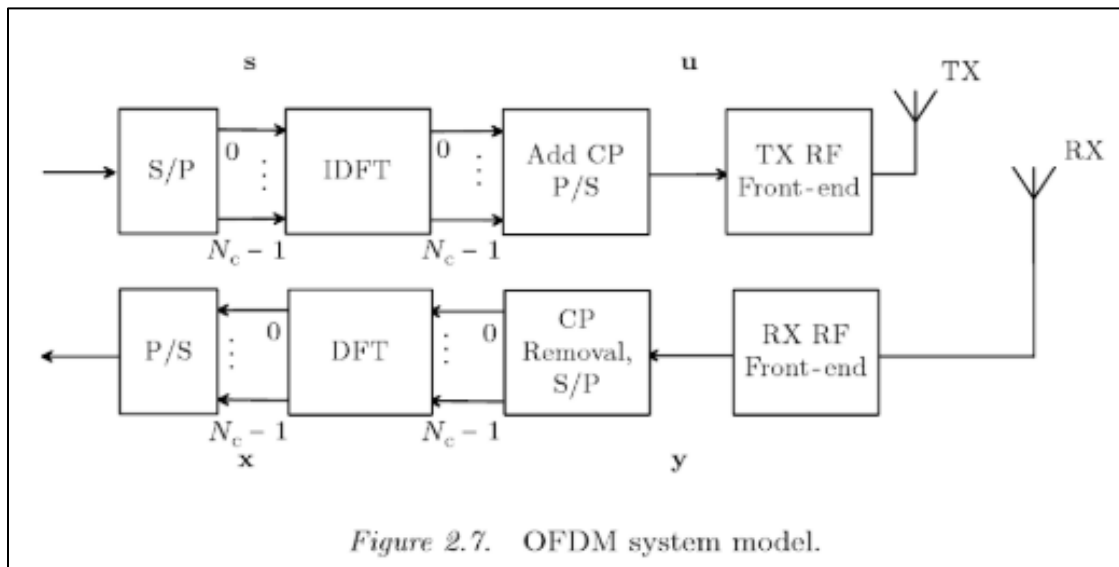 s
u
TX
RX
S/P
0
⋮
N_c – 1
IDFT
0
⋮
N_c – 1
Add CP
P/S
TX RF
Front-end
P/S
0
⋮
N_c – 1
DFT
0
⋮
N_c – 1
CP
Removal,
S/P
RX RF
Front-end
x
y
Figure 2.7. OFDM system model.